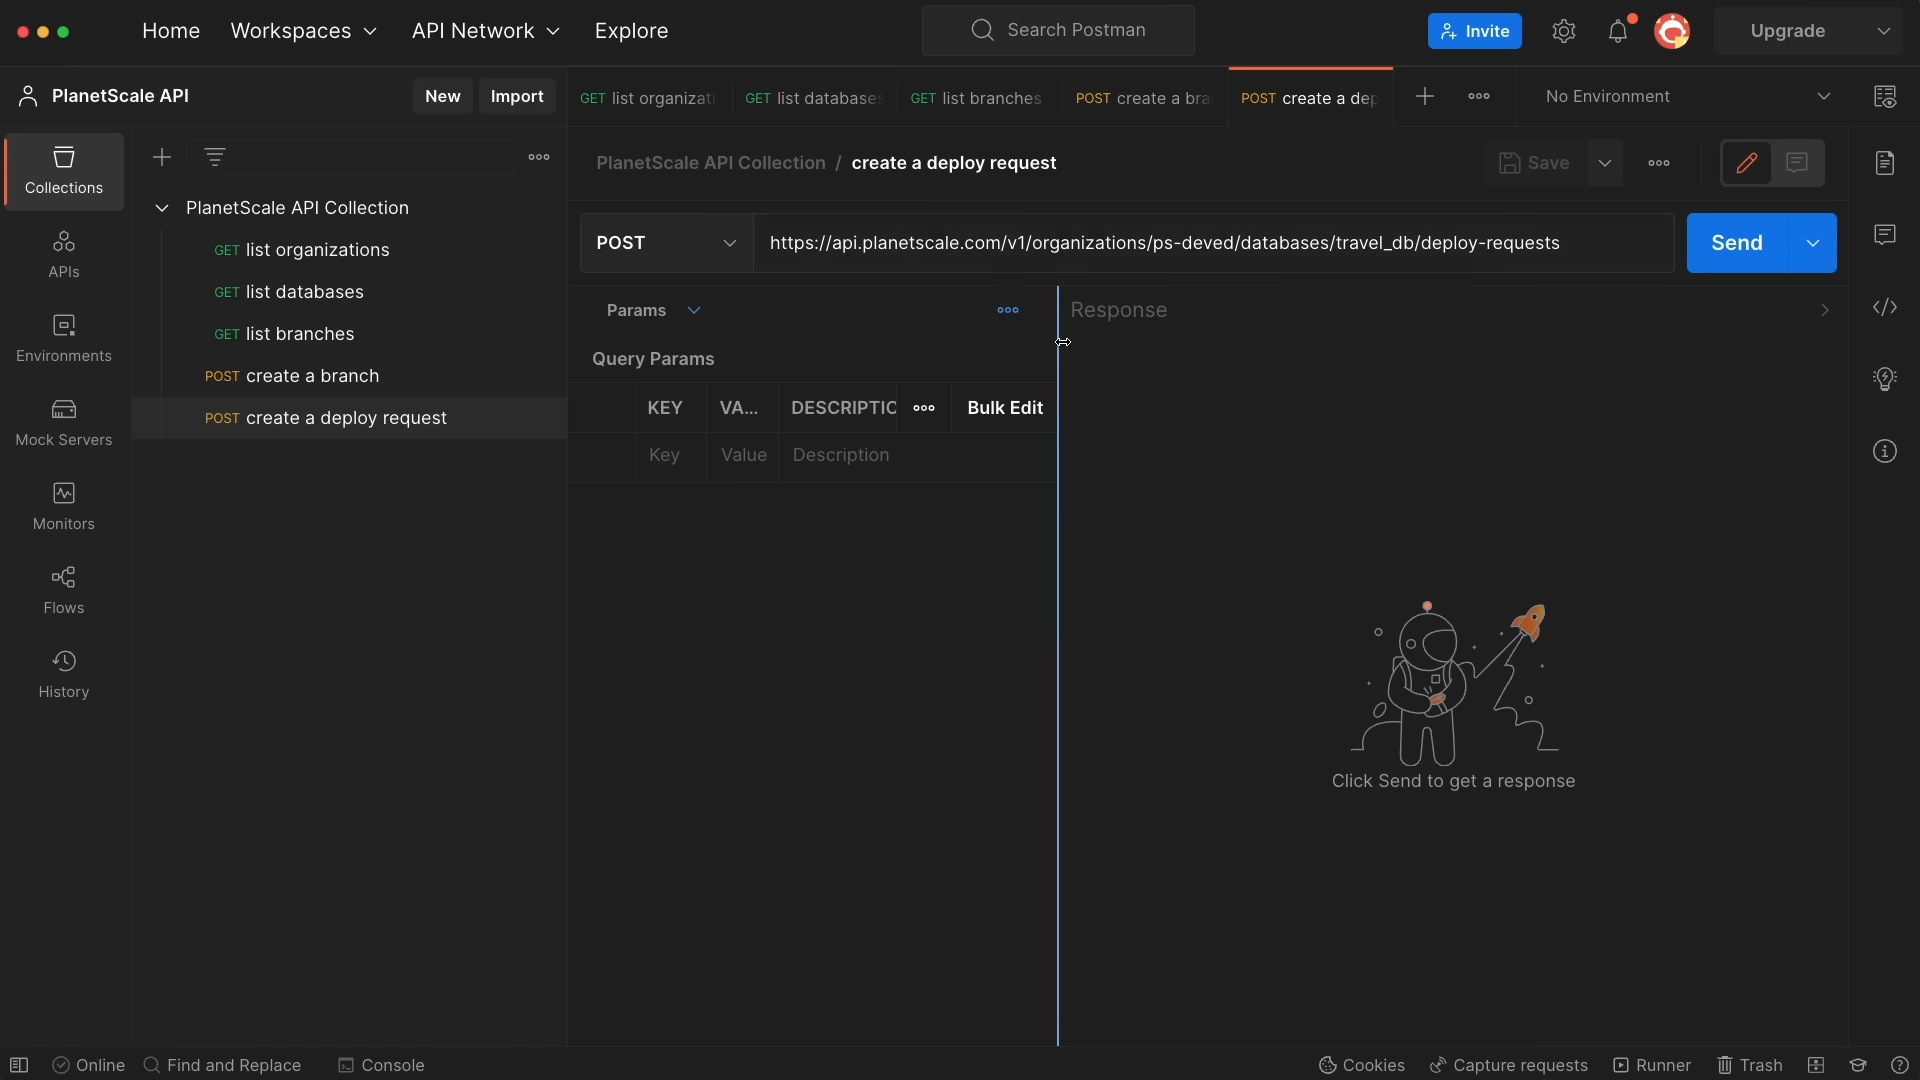 Home Workspaces API Network Explore Search Postman Invite Upgrade
PlanetScale API New Import
GET list organizati GET list databases GET list branches POST create a bra POST create a dep No Environment
PlanetScale API Collection / create a deploy request Save
Collections
APIs
Environments
Mock Servers
Monitors
Flows
History
PlanetScale API Collection
GET list organizations
GET list databases
GET list branches
POST create a branch
POST create a deploy request
POST https://api.planetscale.com/v1/organizations/ps-deved/databases/travel_db/deploy-requests Send
Params
Query Params
KEY VA... DESCRIPTIO Bulk Edit
Key Value Description
Response
Click Send to get a response
Online Find and Replace Console Cookies Capture requests Runner Trash